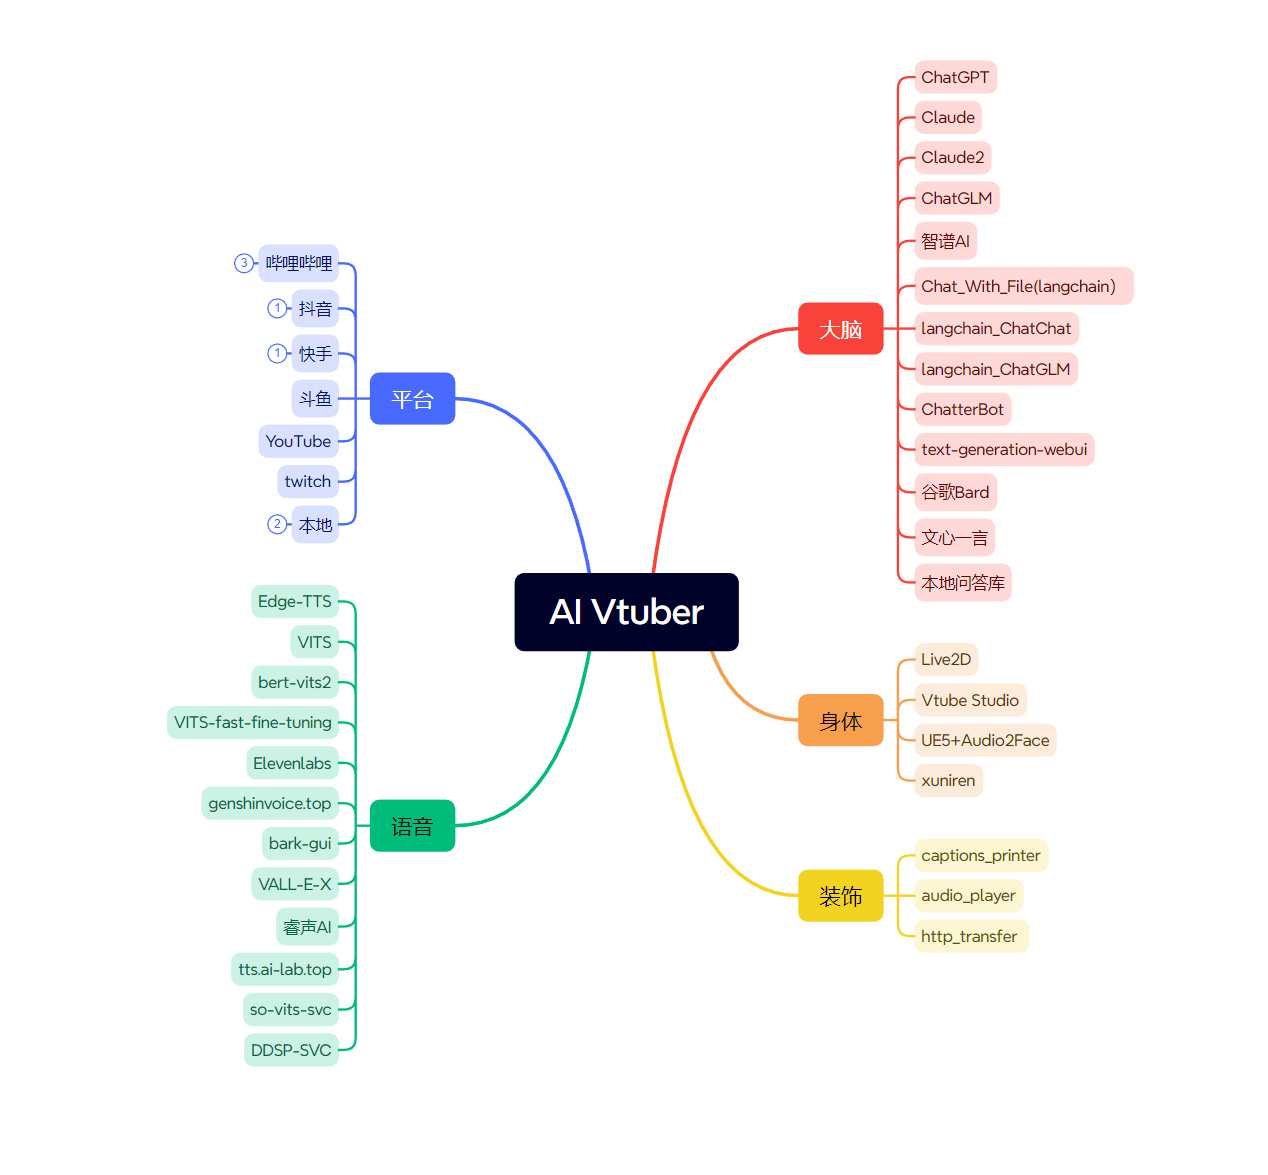 AI Vtuber
大脑
ChatGPT
Claude
Claude2
ChatGLM
智谱AI
Chat_With_File(langchain）
langchain_ChatChat
langchain_ChatGLM
ChatterBot
text-generation-webui
谷歌Bard
文心一言
本地问答库
身体
Live2D
Vtube Studio
UE5+Audio2Face
xuniren
装饰
captions_printer
audio_player
http_transfer
平台
3
哔哩哔哩
1
抖音
1
快手
斗鱼
YouTube
twitch
2
本地
语音
Edge-TTS
VITS
bert-vits2
VITS-fast-fine-tuning
Elevenlabs
genshinvoice.top
bark-gui
VALL-E-X
睿声AI
tts.ai-lab.top
so-vits-svc
DDSP-SVC